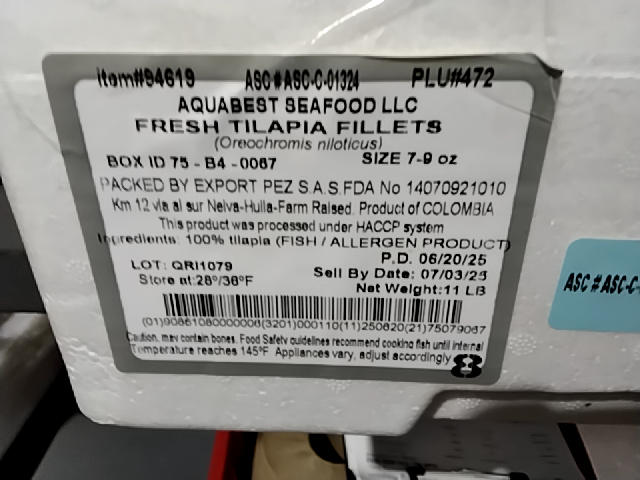 Item#94619 ASC # ASC-C-01324 PLU#472
AQUABEST SEAFOOD LLC
FRESH TILAPIA FILLETS
(Oreochromis niloticus)
BOX ID 75 - B4 - 0067 SIZE 7-9 oz
PACKED BY EXPORT PEZ S.A.S.FDA No 14070921010
Km 12 via al sur Neiva-Huila-Farm Raised. Product of COLOMBIA
This product was processed under HACCP system
Ingredients: 100% tilapia (FISH / ALLERGEN PRODUCT)
P.D. 06/20/25
LOT: QRI1079 Sell By Date: 07/03/25
Store at:28°/36°F Net Weight:11 LB
(3201)000110(11)250620(21)75079067
Caution, may contain bones. Food Safety guidelines recommend cooking fish until internal
Temperature reaches 145°F Appliances vary, adjust accordingly
8
ASC # ASC-C-